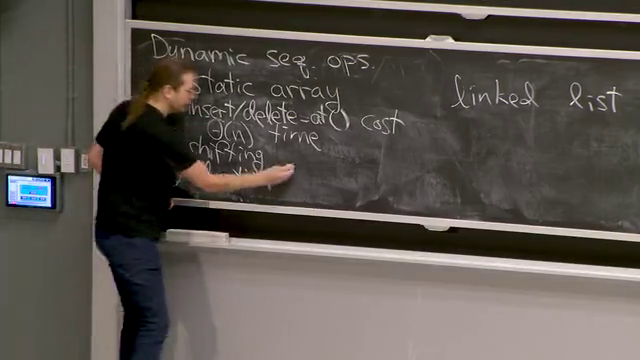 Dynamic seq. ops.
static array
insert/delete_at() cost
Θ(n) time
shifting
linked list